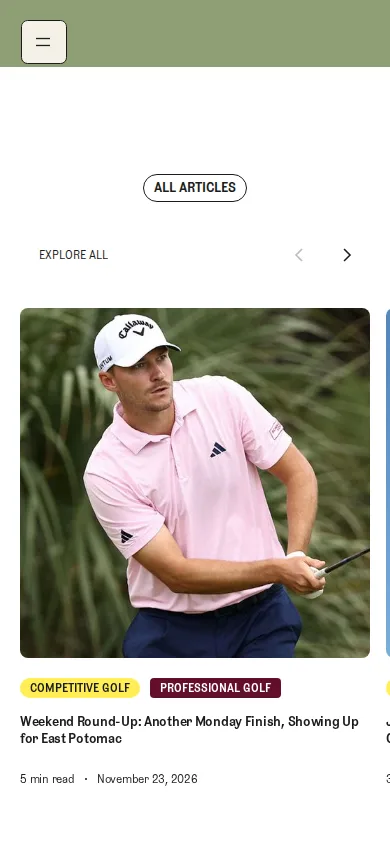 ALL ARTICLES
EXPLORE ALL
Callaway
COMPETITIVE GOLF
PROFESSIONAL GOLF
Weekend Round-Up: Another Monday Finish, Showing Up
for East Potomac
5 min read • November 23, 2026